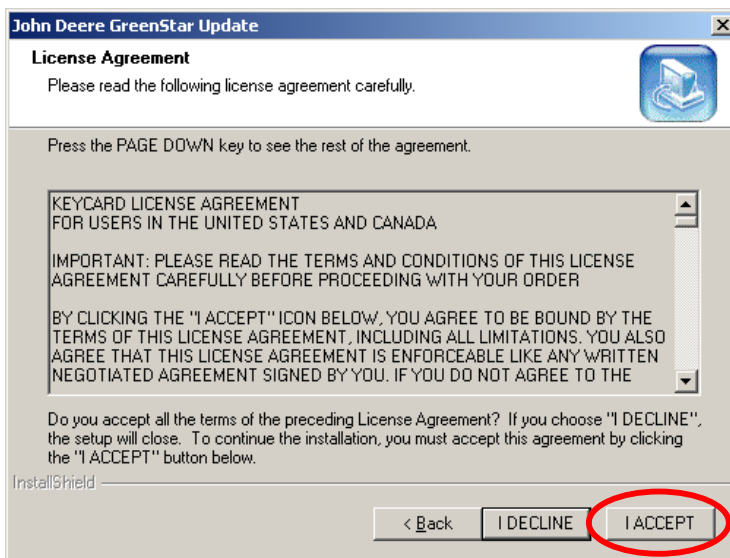 John Deere GreenStar Update
License Agreement
Please read the following license agreement carefully.
Press the PAGE DOWN key to see the rest of the agreement.
KEYCARD LICENSE AGREEMENT
FOR USERS IN THE UNITED STATES AND CANADA
IMPORTANT: PLEASE READ THE TERMS AND CONDITIONS OF THIS LICENSE
AGREEMENT CAREFULLY BEFORE PROCEEDING WITH YOUR ORDER
BY CLICKING THE "I ACCEPT" ICON BELOW, YOU AGREE TO BE BOUND BY THE
TERMS OF THIS LICENSE AGREEMENT, INCLUDING ALL LIMITATIONS. YOU ALSO
AGREE THAT THIS LICENSE AGREEMENT IS ENFORCEABLE LIKE ANY WRITTEN
NEGOTIATED AGREEMENT SIGNED BY YOU. IF YOU DO NOT AGREE TO THE
Do you accept all the terms of the preceding License Agreement? If you choose "I DECLINE",
the setup will close. To continue the installation, you must accept this agreement by clicking
the "I ACCEPT" button below.
InstallShield
< Back
I DECLINE
I ACCEPT